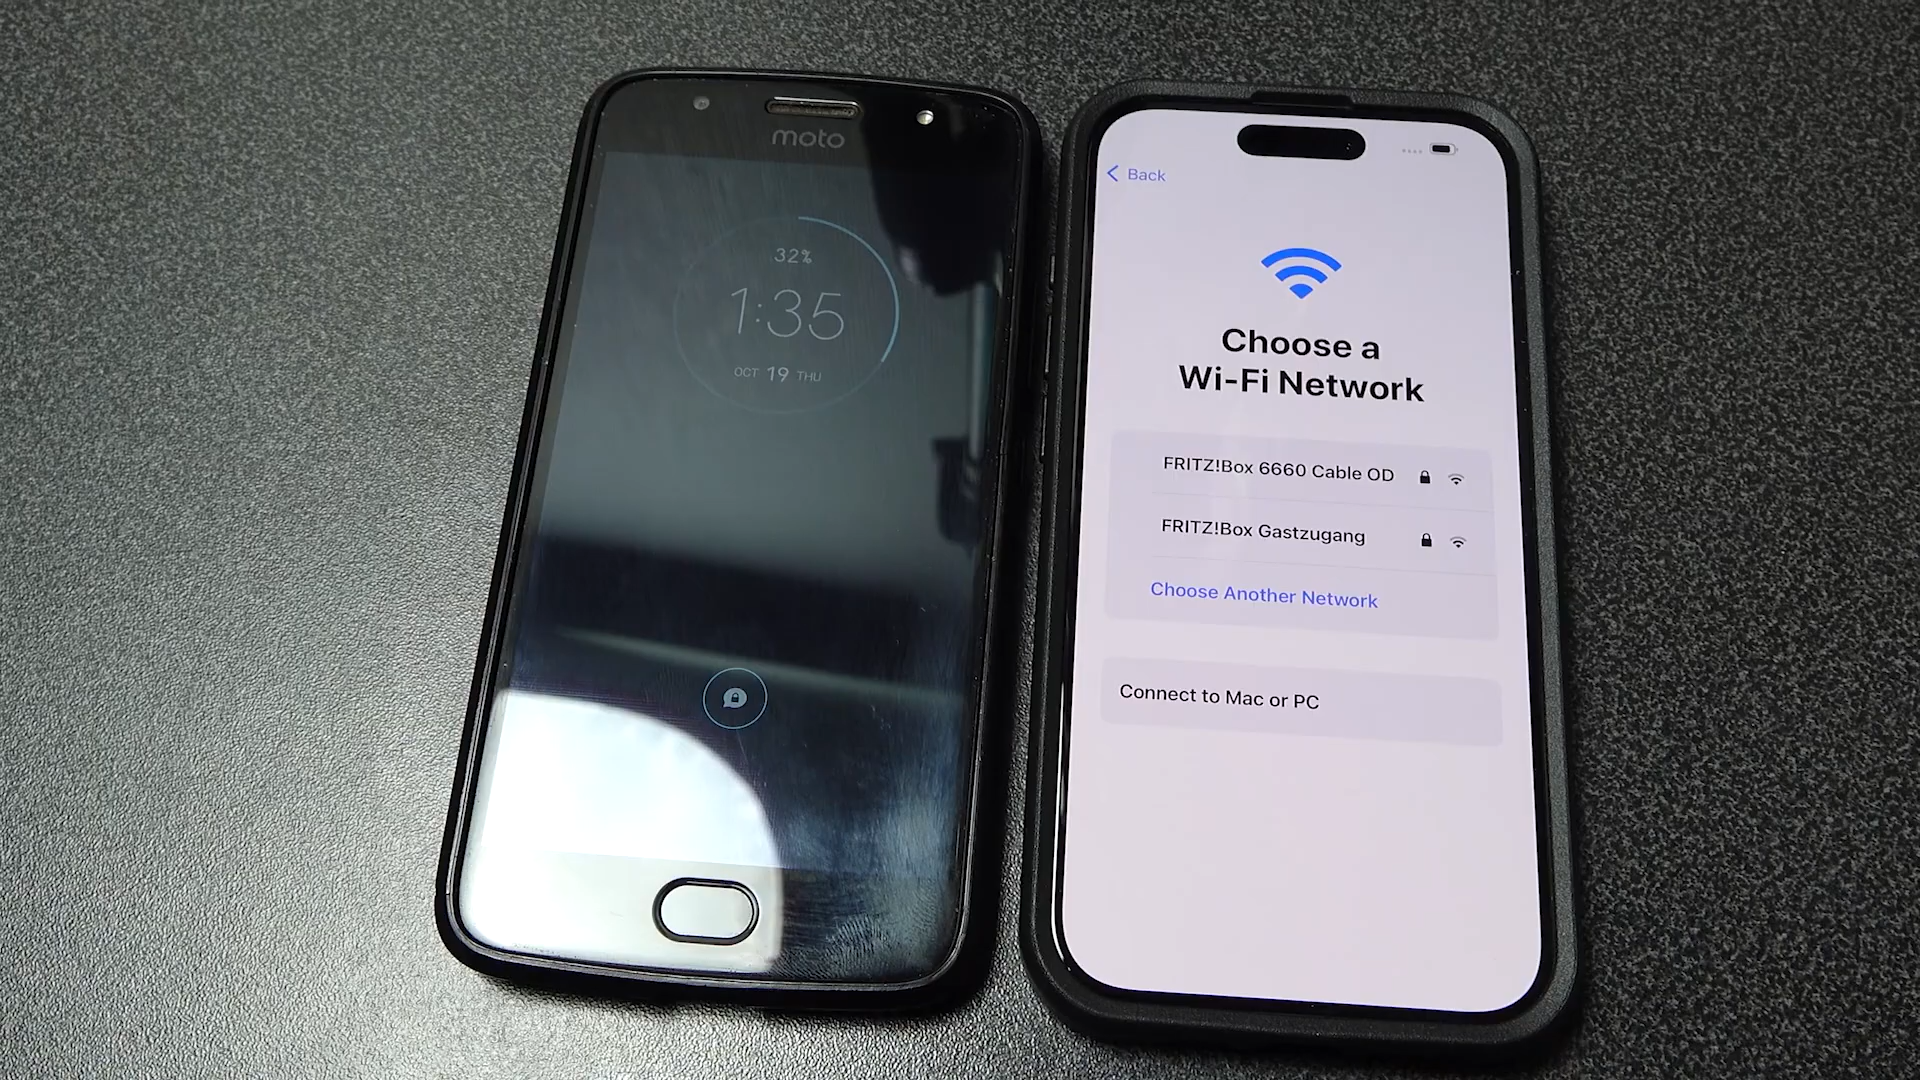 moto
32%
1:35
OCT 19 THU
Back
Choose a
Wi-Fi Network
FRITZ!Box 6660 Cable OD
FRITZ!Box Gastzugang
Choose Another Network
Connect to Mac or PC